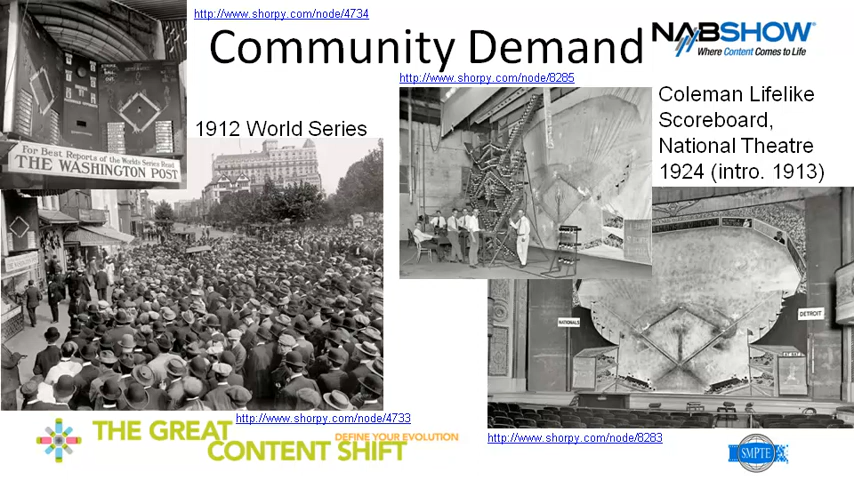 http://www.shorpy.com/node/4734
Community Demand
NABSHOW
Where Content Comes to Life
http://www.shorpy.com/node/8285
Coleman Lifelike
Scoreboard,
National Theatre
1924 (intro. 1913)
1912 World Series
For Best Reports of the Worlds Series Read
THE WASHINGTON POST
NATIONALS
DETROIT
http://www.shorpy.com/node/4733
http://www.shorpy.com/node/8283
THE GREAT
DEFINE YOUR EVOLUTION
CONTENT SHIFT
SMPTE